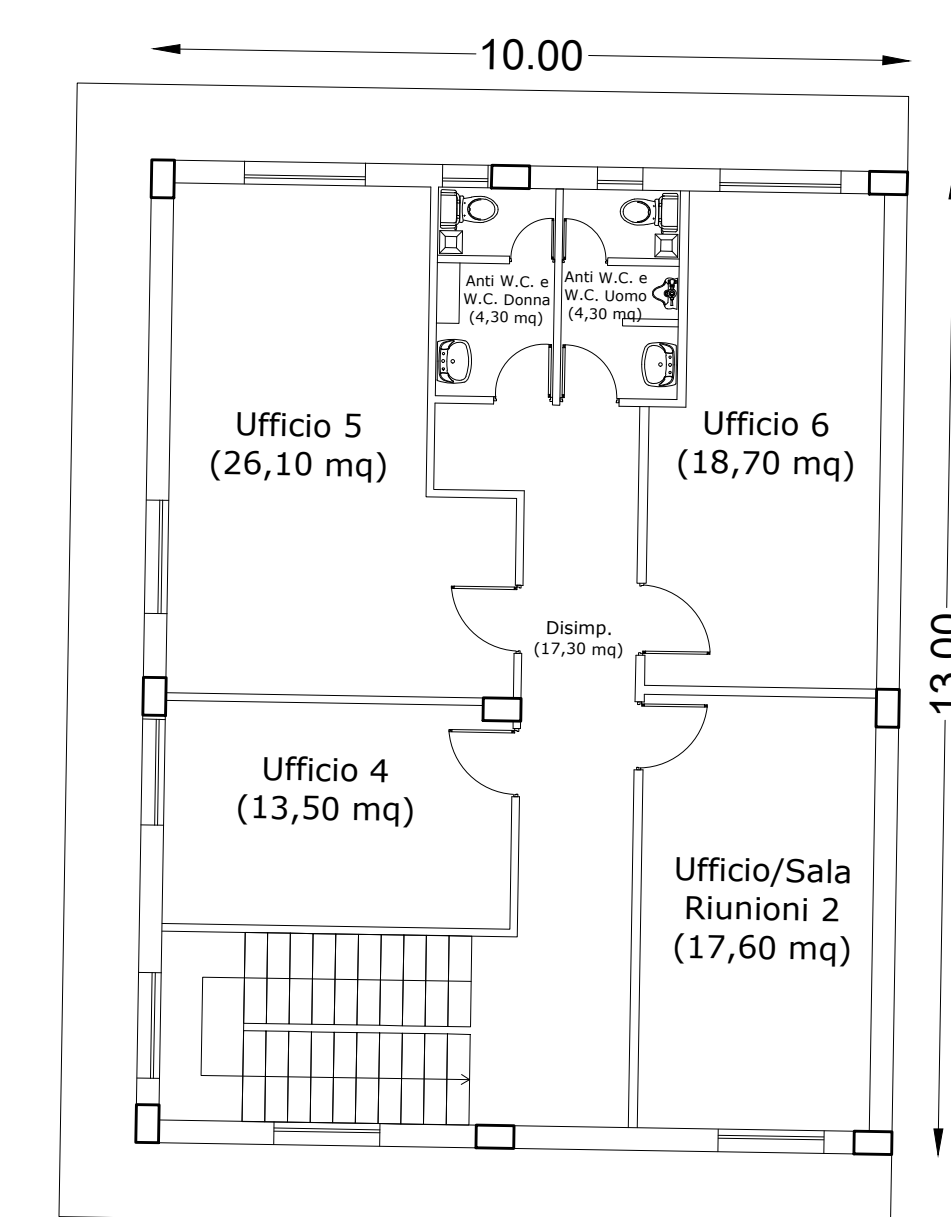 10.00
Anti W.C. e
W.C. Donna
(4,30 mq)
Anti W.C. e
W.C. Uomo
(4,30 mq)
Ufficio 5
(26,10 mq)
Ufficio 6
(18,70 mq)
Disimp.
(17,30 mq)
13.00
Ufficio 4
(13,50 mq)
Ufficio/Sala
Riunioni 2
(17,60 mq)